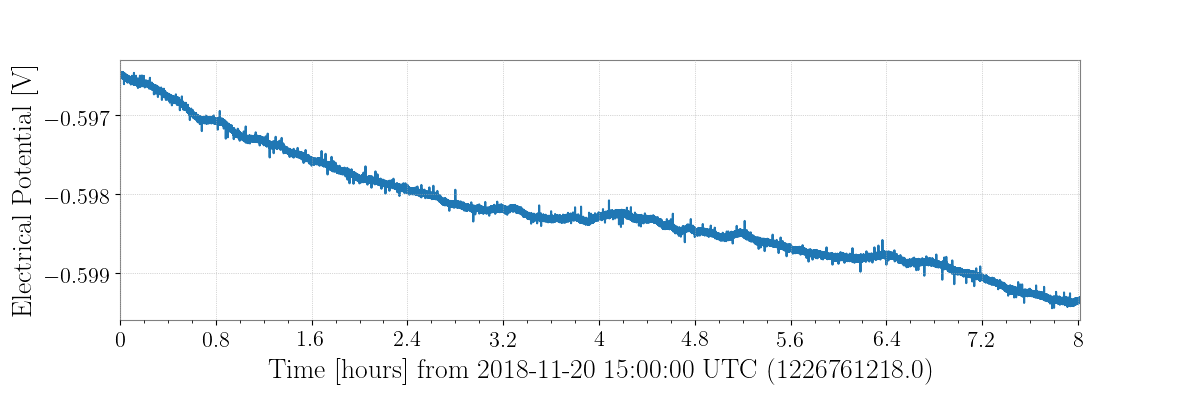 Electrical Potential [V]
−0.597
−0.598
−0.599
0 0.8 1.6 2.4 3.2 4 4.8 5.6 6.4 7.2 8
Time [hours] from 2018-11-20 15:00:00 UTC (1226761218.0)